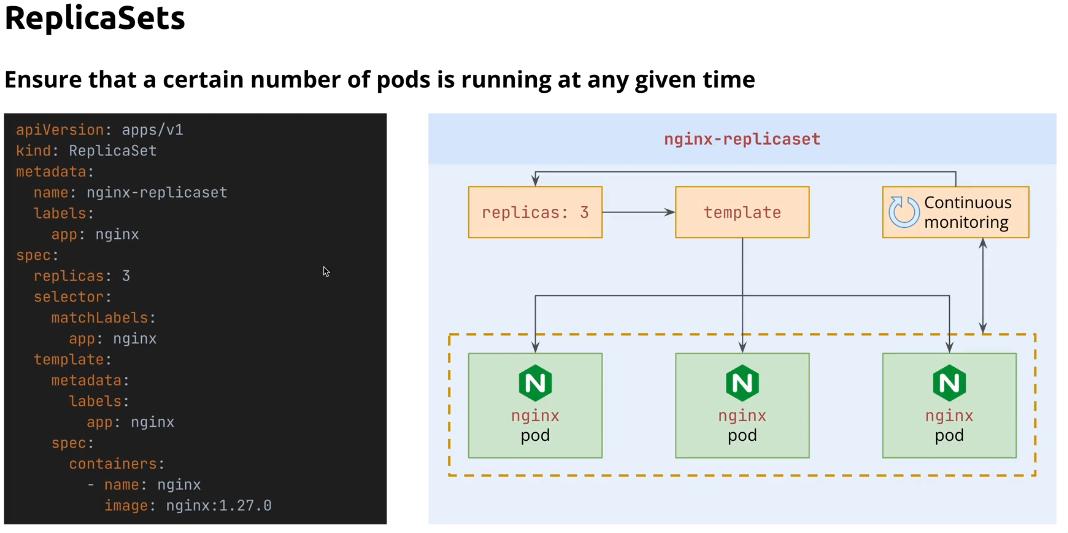 ReplicaSets
Ensure that a certain number of pods is running at any given time
apiVersion: apps/v1
kind: ReplicaSet
metadata:
  name: nginx-replicaset
  labels:
    app: nginx
spec:
  replicas: 3
  selector:
    matchLabels:
      app: nginx
  template:
    metadata:
      labels:
        app: nginx
    spec:
      containers:
        - name: nginx
          image: nginx:1.27.0
nginx-replicaset
replicas: 3
template
Continuous
monitoring
N
nginx
pod
N
nginx
pod
N
nginx
pod